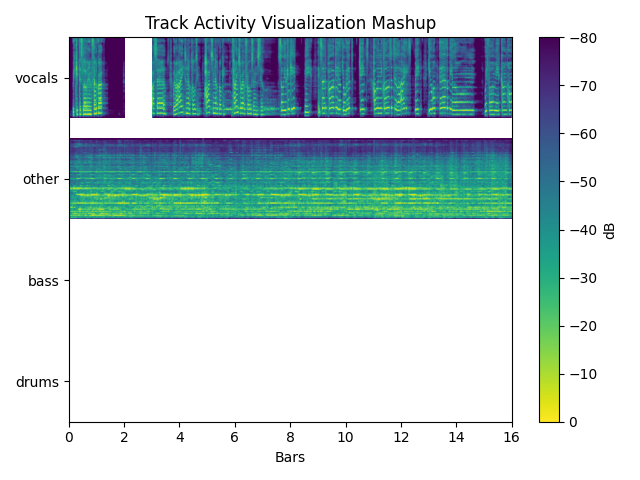 Track Activity Visualization Mashup
vocals
other
bass
drums
0 2 4 6 8 10 12 14 16
Bars
−80
−70
−60
−50
−40
−30
−20
−10
0
dB